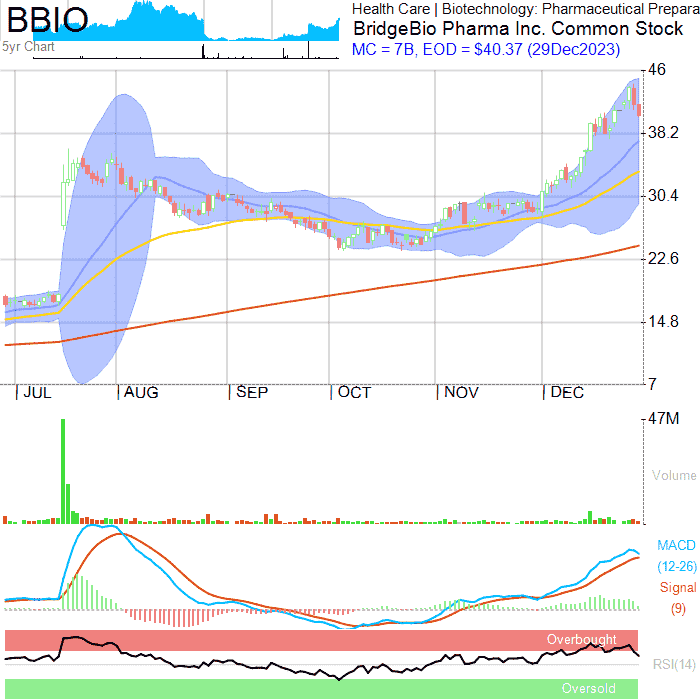 BBIO
5yr Chart
Health Care | Biotechnology: Pharmaceutical Prepara
BridgeBio Pharma Inc. Common Stock
MC = 7B, EOD = $40.37 (29Dec2023)
46
38.2
30.4
22.6
14.8
7
JUL AUG SEP OCT NOV DEC
47M
Volume
MACD
(12-26)
Signal
(9)
Overbought
RSI(14)
Oversold